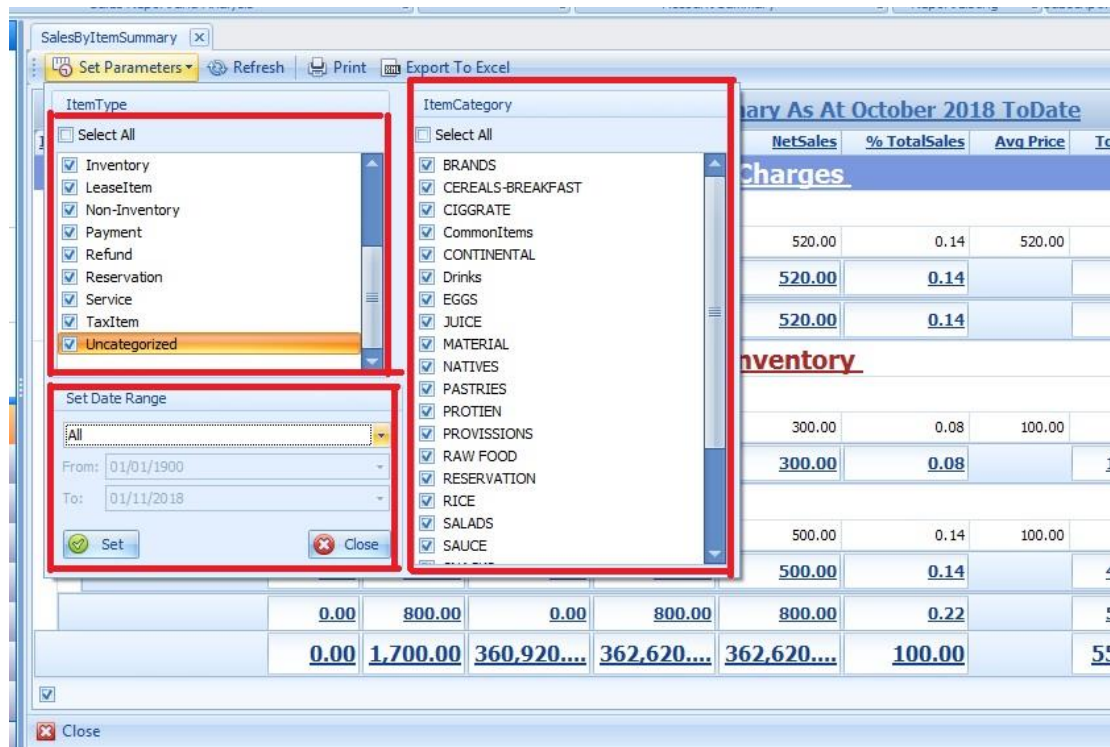 SalesByItemSummary
Set Parameters Refresh Print Export To Excel
ItemType
Select All
Inventory
LeaseItem
Non-Inventory
Payment
Refund
Reservation
Service
TaxItem
Uncategorized
Set Date Range
All
From: 01/01/1900
To: 01/11/2018
Set Close
ItemCategory
Select All
BRANDS
CEREALS-BREAKFAST
CIGGRATE
CommonItems
CONTINENTAL
Drinks
EGGS
JUICE
MATERIAL
NATIVES
PASTRIES
PROTIEN
PROVISSIONS
RAW FOOD
RESERVATION
RICE
SALADS
SAUCE
As At October 2018 ToDate
NetSales % TotalSales Avg Price
Charges
520.00 0.14 520.00
520.00 0.14
520.00 0.14
nventory
300.00 0.08 100.00
300.00 0.08
500.00 0.14 100.00
500.00 0.14
0.00 800.00 0.00 800.00 800.00 0.22
0.00 1,700.00 360,920.... 362,620.... 362,620.... 100.00
Close